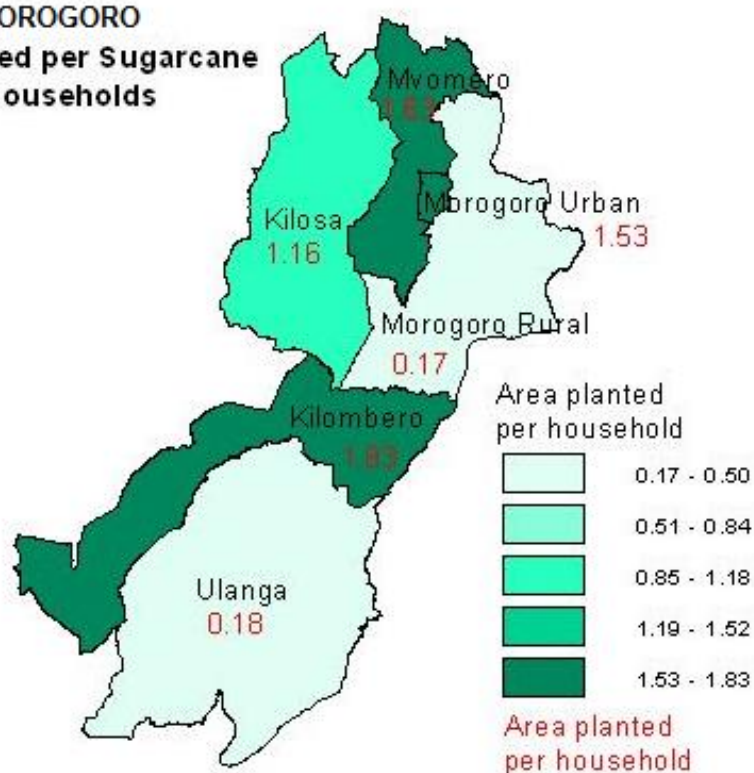 OROGORO
ed per Sugarcane
ouseholds
Mvomero
Kilosa
1.16
Morogoro Urban
1.53
Morogoro Rural
0.17
Kilombero
1.83
Ulanga
0.18
Area planted
per household
0.17 - 0.50
0.51 - 0.84
0.85 - 1.18
1.19 - 1.52
1.53 - 1.83
Area planted
per household